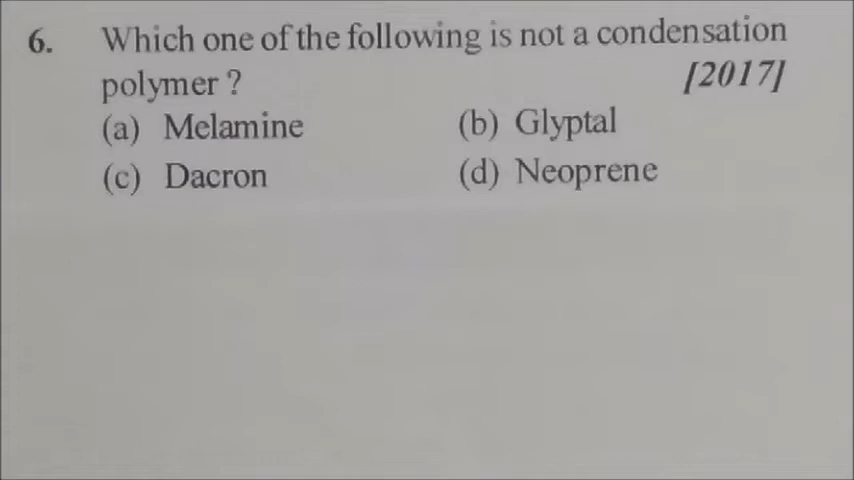 6. Which one of the following is not a condensation
polymer ? [2017]
(a) Melamine (b) Glyptal
(c) Dacron (d) Neoprene